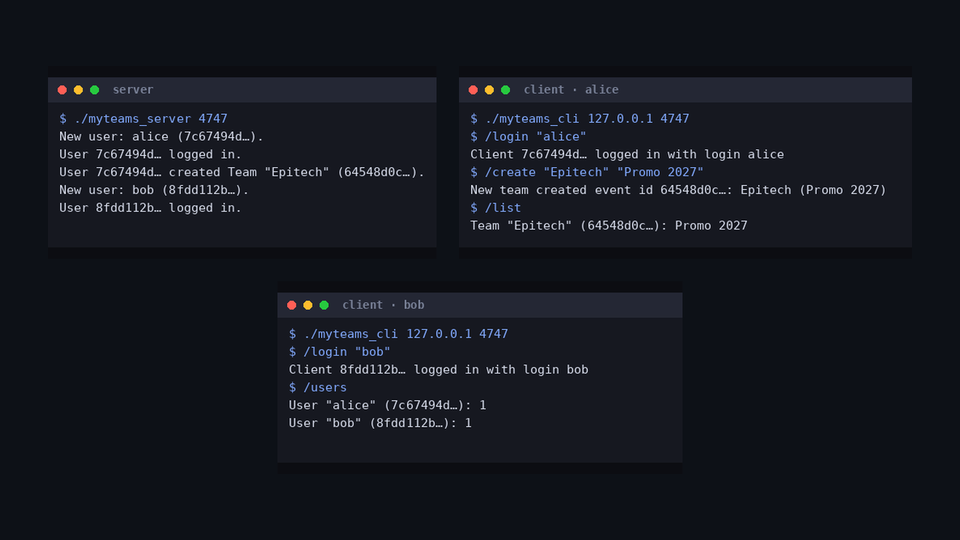 server
$ ./myteams_server 4747
New user: alice (7c67494d…).
User 7c67494d… logged in.
User 7c67494d… created Team "Epitech" (64548d0c…).
New user: bob (8fdd112b…).
User 8fdd112b… logged in.
client · alice
$ ./myteams_cli 127.0.0.1 4747
$ /login "alice"
Client 7c67494d… logged in with login alice
$ /create "Epitech" "Promo 2027"
New team created event id 64548d0c…: Epitech (Promo 2027)
$ /list
Team "Epitech" (64548d0c…): Promo 2027
client · bob
$ ./myteams_cli 127.0.0.1 4747
$ /login "bob"
Client 8fdd112b… logged in with login bob
$ /users
User "alice" (7c67494d…): 1
User "bob" (8fdd112b…): 1